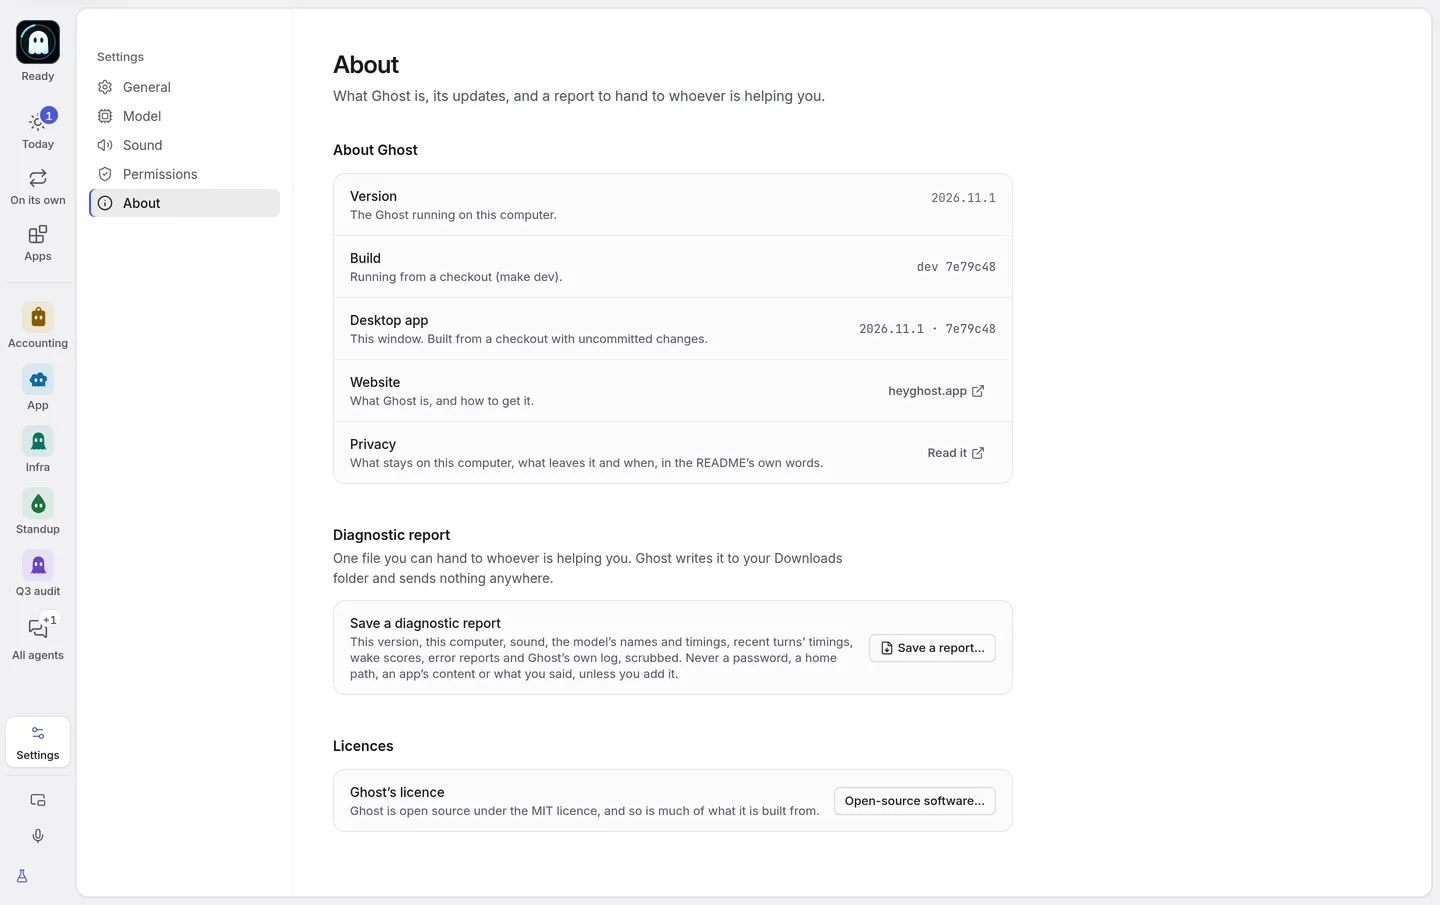 Ready
1
Today
On its own
Apps
Accounting
App
Infra
Standup
Q3 audit
+1
All agents
Settings
Settings
General
Model
Sound
Permissions
About
About
What Ghost is, its updates, and a report to hand to whoever is helping you.
About Ghost
Version
2026.11.1
The Ghost running on this computer.
Build
dev 7e79c48
Running from a checkout (make dev).
Desktop app
2026.11.1 · 7e79c48
This window. Built from a checkout with uncommitted changes.
Website
heyghost.app
What Ghost is, and how to get it.
Privacy
Read it
What stays on this computer, what leaves it and when, in the README’s own words.
Diagnostic report
One file you can hand to whoever is helping you. Ghost writes it to your Downloads
folder and sends nothing anywhere.
Save a diagnostic report
This version, this computer, sound, the model’s names and timings, recent turns’ timings,
wake scores, error reports and Ghost’s own log, scrubbed. Never a password, a home
path, an app’s content or what you said, unless you add it.
Save a report...
Licences
Ghost’s licence
Ghost is open source under the MIT licence, and so is much of what it is built from.
Open-source software...